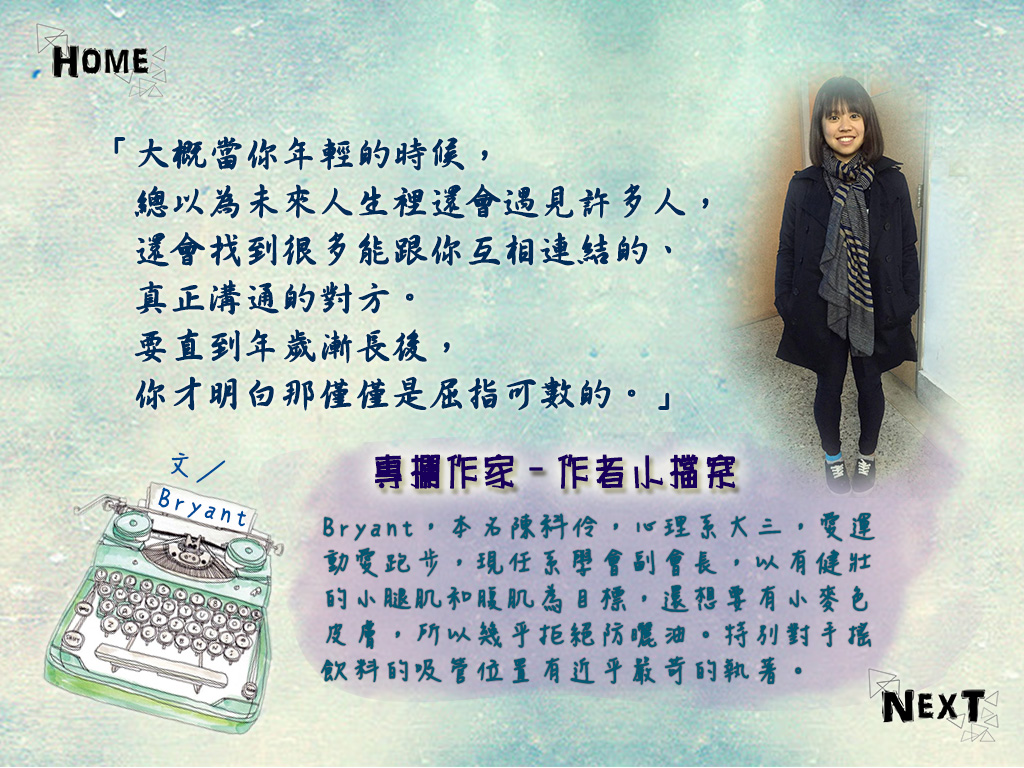 HOME
「大概當你年輕的時候，
總以為未來人生裡還會遇見許多人，
還會找到很多能跟你互相連結的、
真正溝通的對方。
要直到年歲漸長後，
你才明白那僅僅是屈指可數的。」
文／
Bryant
專欄作家－作者小檔案
Bryant，本名陳科伶，心理系大三，愛運
動愛跑步，現任系學會副會長，以有健壯
的小腿肌和腹肌為目標，還想要有小麥色
皮膚，所以幾乎拒絕防曬油。特別對手搖
飲料的吸管位置有近乎嚴苛的執著。
NEXT